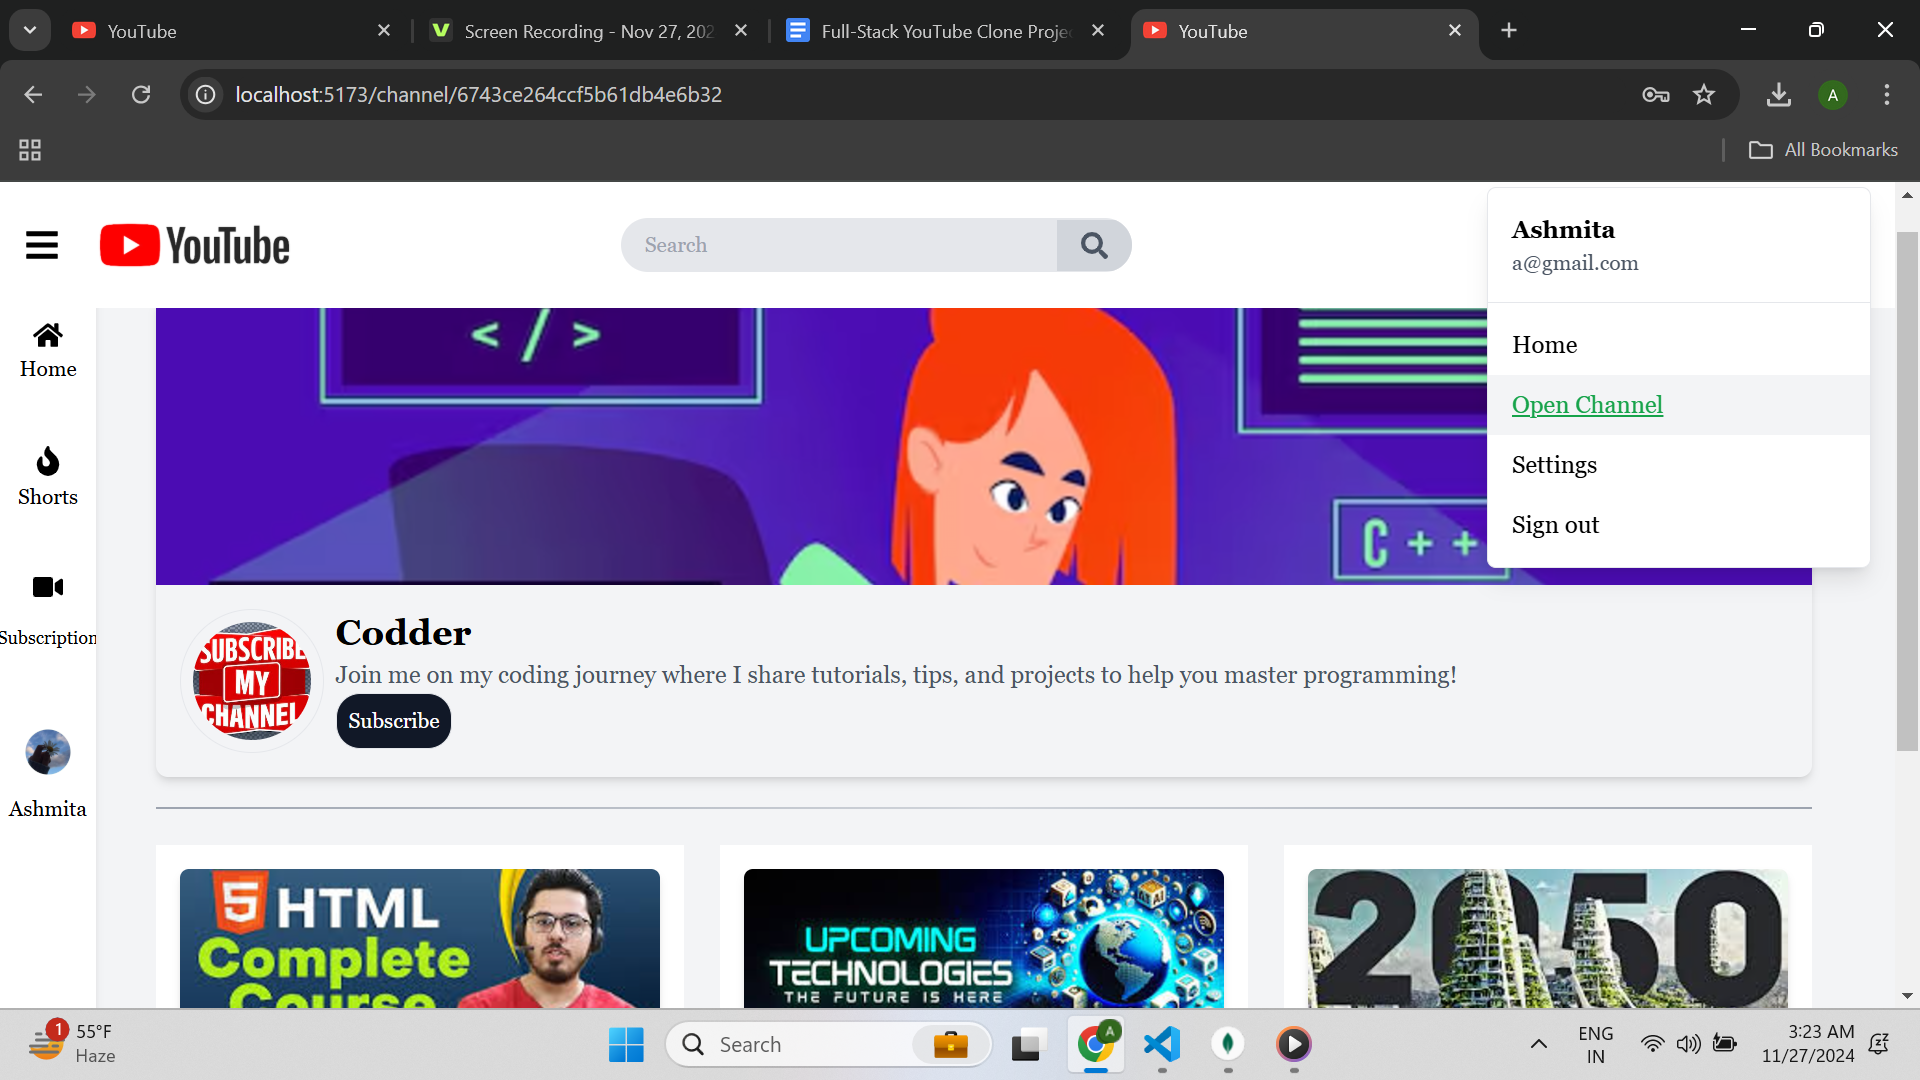 YouTube
Screen Recording - Nov 27, 202
Full-Stack YouTube Clone Proje
YouTube
localhost:5173/channel/6743ce264ccf5b61db4e6b32
A
All Bookmarks
YouTube
Search
Ashmita
a@gmail.com
Home
Open Channel
Settings
Sign out
Home
Shorts
Subscription
Ashmita
</>
C++
SUBSCRIBE
MY
CHANNEL
Codder
Join me on my coding journey where I share tutorials, tips, and projects to help you master programming!
Subscribe
5 HTML
Complete
Course
UPCOMING
TECHNOLOGIES
THE FUTURE IS HERE
2050
1
55°F
Haze
Search
A
ENG
IN
3:23 AM
11/27/2024